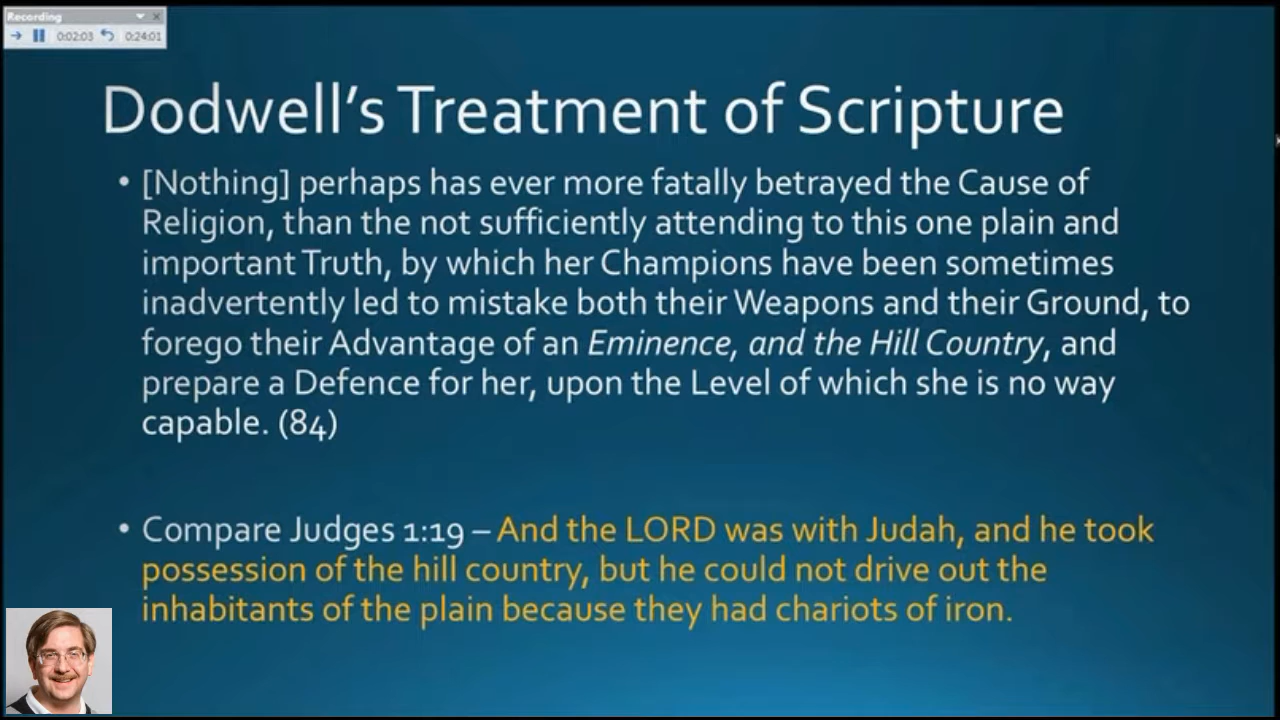 Recording
0:02:03 0:24:01
Dodwell's Treatment of Scripture
• [Nothing] perhaps has ever more fatally betrayed the Cause of
Religion, than the not sufficiently attending to this one plain and
important Truth, by which her Champions have been sometimes
inadvertently led to mistake both their Weapons and their Ground, to
forego their Advantage of an Eminence, and the Hill Country, and
prepare a Defence for her, upon the Level of which she is no way
capable. (84)
• Compare Judges 1:19 – And the LORD was with Judah, and he took
possession of the hill country, but he could not drive out the
inhabitants of the plain because they had chariots of iron.